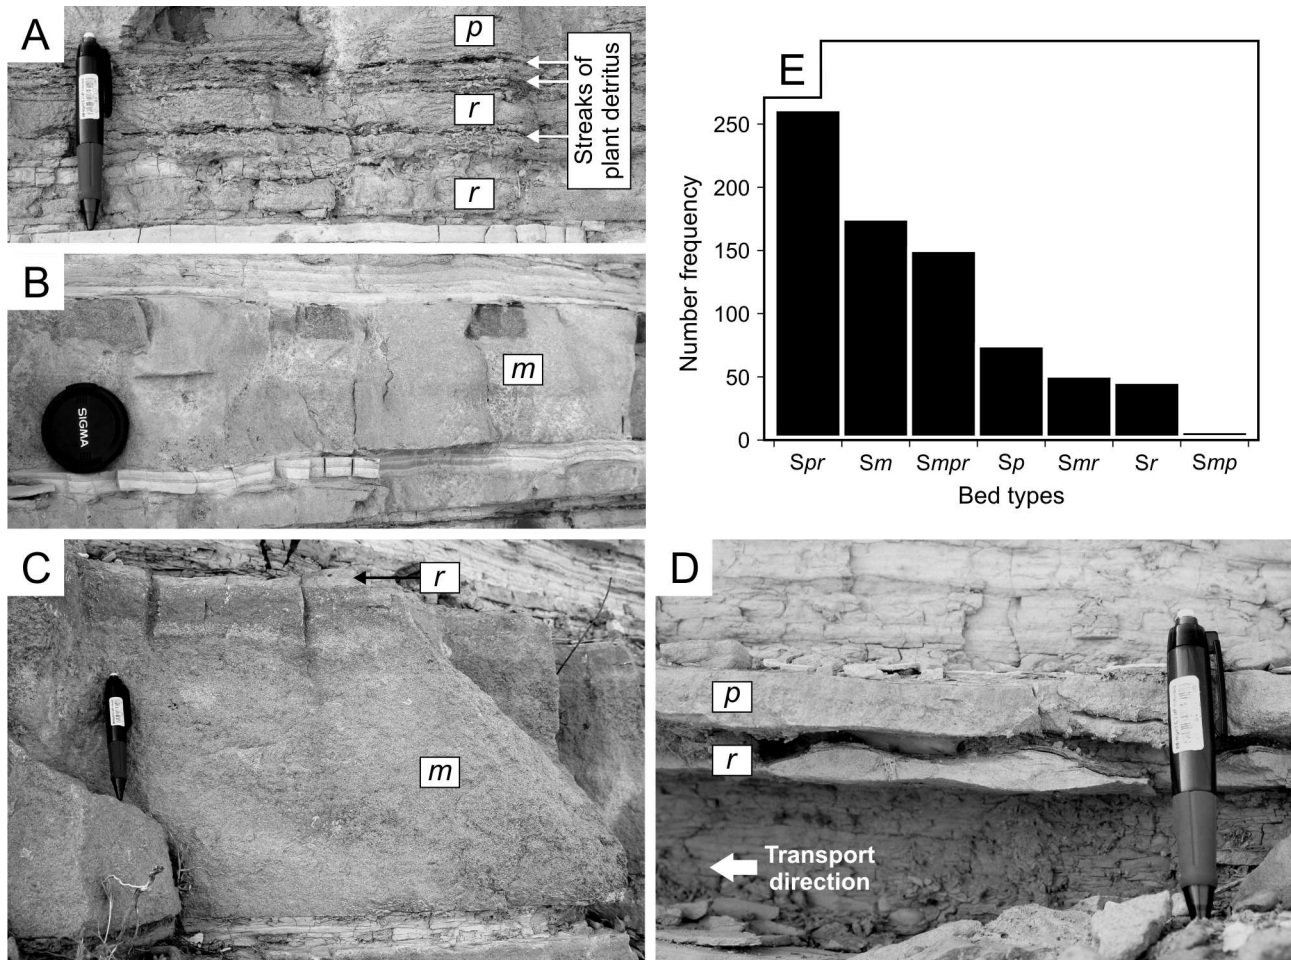 A
p
r
r
Streaks of
plant detritus
B
m
SIGMA
C
r
m
D
p
r
Transport
direction
E
Number frequency
250
200
150
100
50
0
Spr Sm Smpr Sp Smr Sr Smp
Bed types